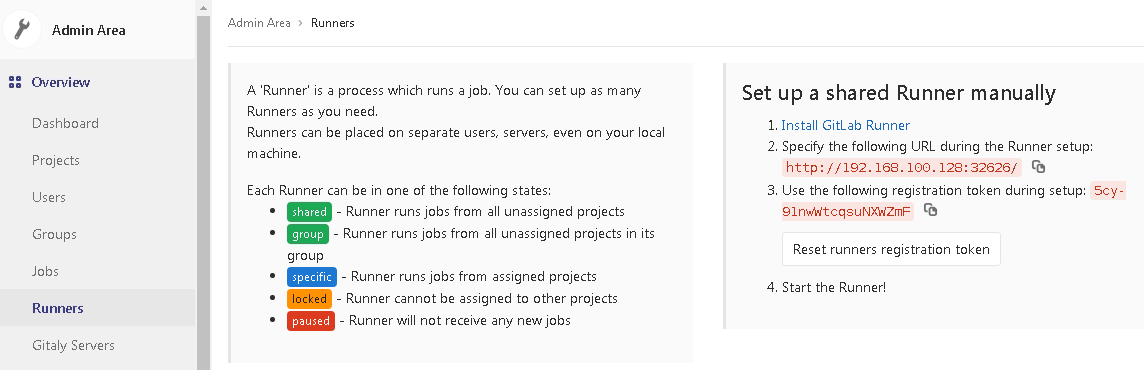 Admin Area
Overview
Dashboard
Projects
Users
Groups
Jobs
Runners
Gitaly Servers
Admin Area › Runners
A 'Runner' is a process which runs a job. You can set up as many
Runners as you need.
Runners can be placed on separate users, servers, even on your local
machine.
Each Runner can be in one of the following states:
• shared - Runner runs jobs from all unassigned projects
• group - Runner runs jobs from all unassigned projects in its
group
• specific - Runner runs jobs from assigned projects
• locked - Runner cannot be assigned to other projects
• paused - Runner will not receive any new jobs
Set up a shared Runner manually
1. Install GitLab Runner
2. Specify the following URL during the Runner setup:
http://192.168.100.128:32626/
3. Use the following registration token during setup: 5cy-
9lnwWtcqsuNXWZmF
Reset runners registration token
4. Start the Runner!